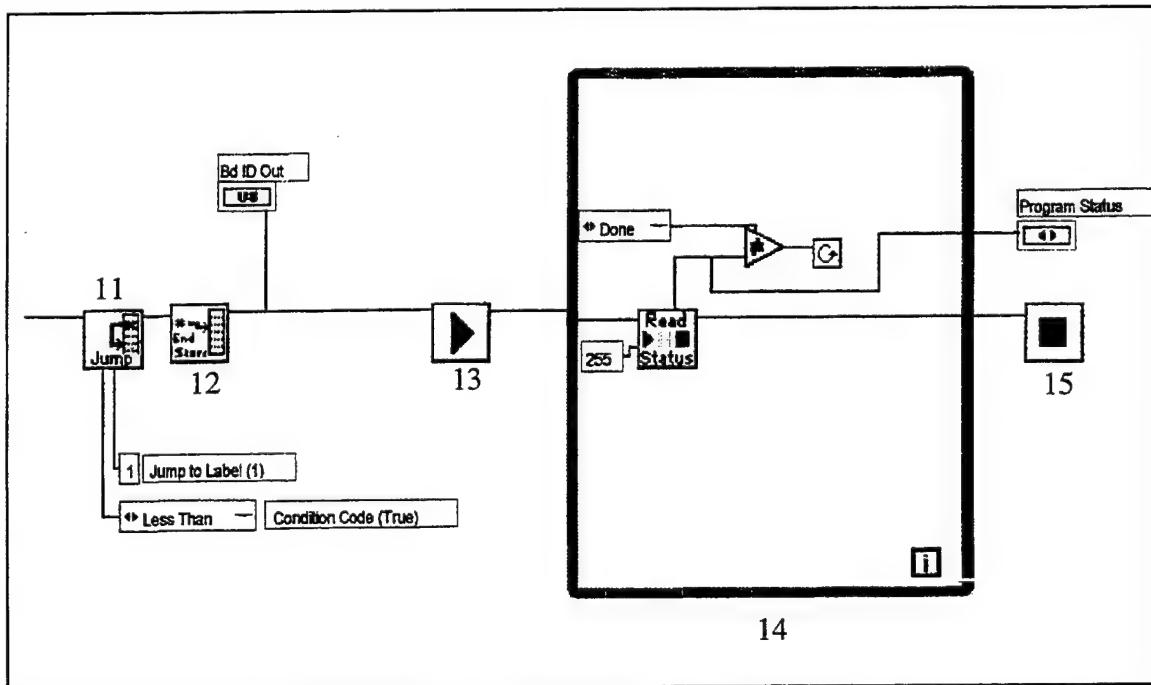 Bd ID Out
U8
Program Status
Done
11
Jump
End
12
13
Read
Status
255
15
1 Jump to Label (1)
Less Than Condition Code (True)
i
14